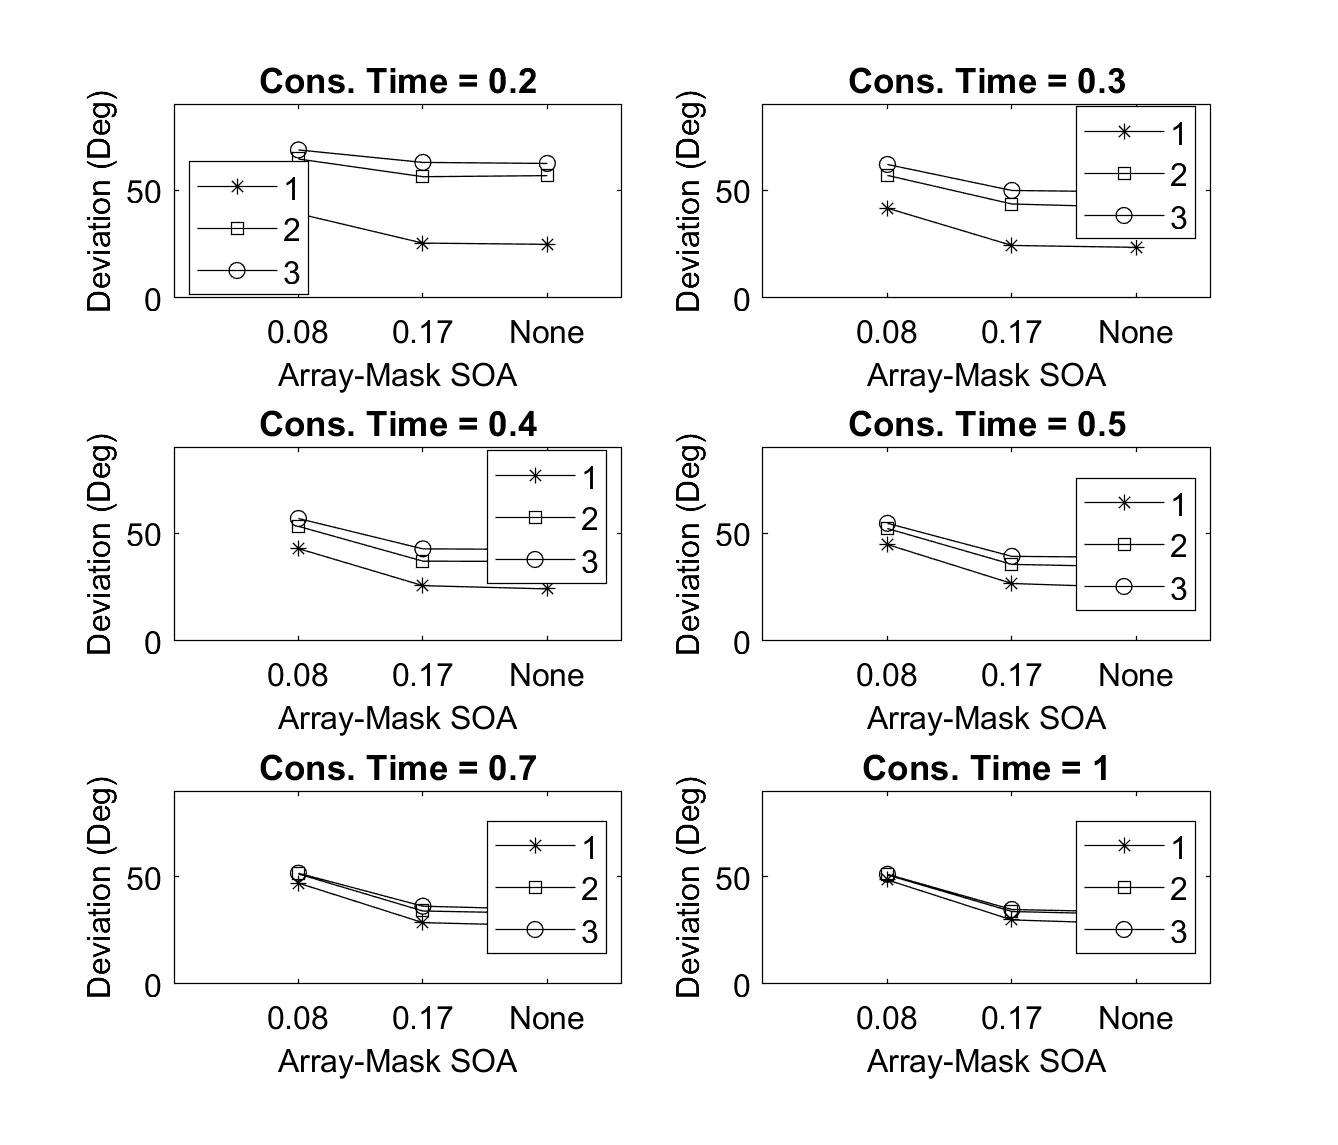 Cons. Time = 0.2
Deviation (Deg)
50
0
1
2
3
0.08 0.17 None
Array-Mask SOA
Cons. Time = 0.3
Deviation (Deg)
50
0
1
2
3
0.08 0.17 None
Array-Mask SOA
Cons. Time = 0.4
Deviation (Deg)
50
0
1
2
3
0.08 0.17 None
Array-Mask SOA
Cons. Time = 0.5
Deviation (Deg)
50
0
1
2
3
0.08 0.17 None
Array-Mask SOA
Cons. Time = 0.7
Deviation (Deg)
50
0
1
2
3
0.08 0.17 None
Array-Mask SOA
Cons. Time = 1
Deviation (Deg)
50
0
1
2
3
0.08 0.17 None
Array-Mask SOA